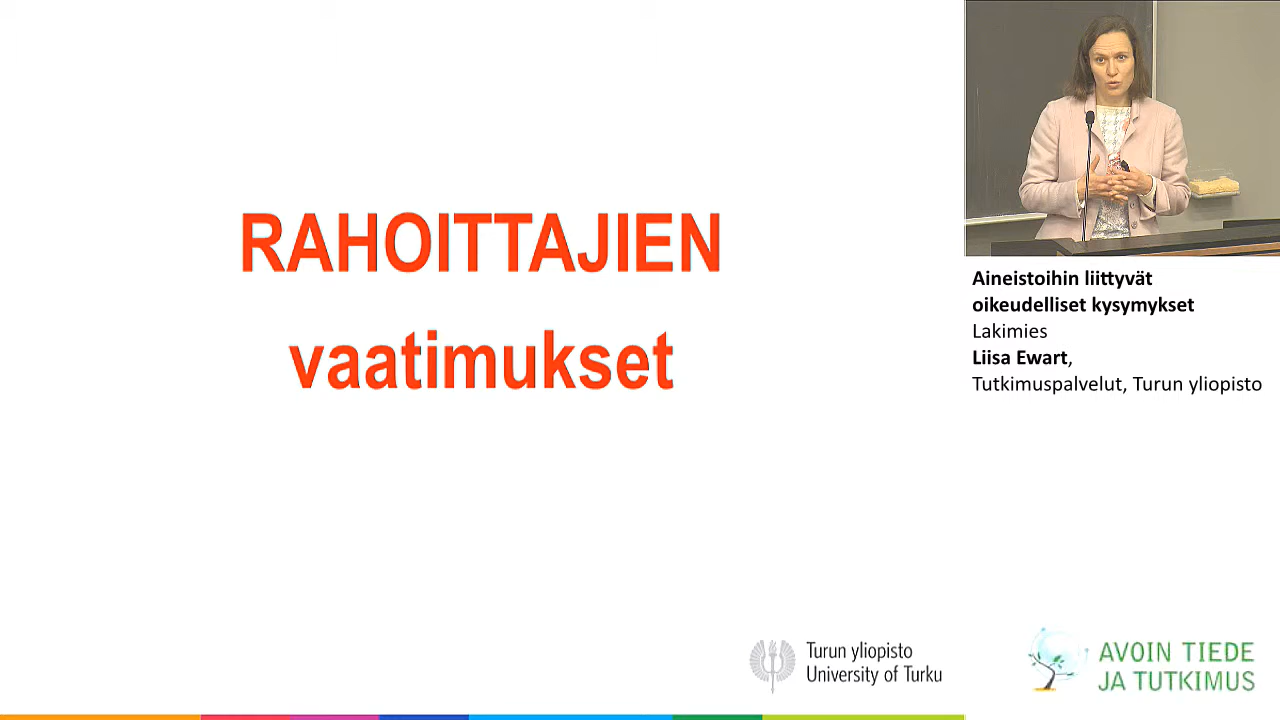 RAHOITTAJIEN
vaatimukset
Aineistoihin liittyvät
oikeudelliset kysymykset
Lakimies
Liisa Ewart,
Tutkimuspalvelut, Turun yliopisto
Turun yliopisto
University of Turku
AVOIN TIEDE
JA TUTKIMUS